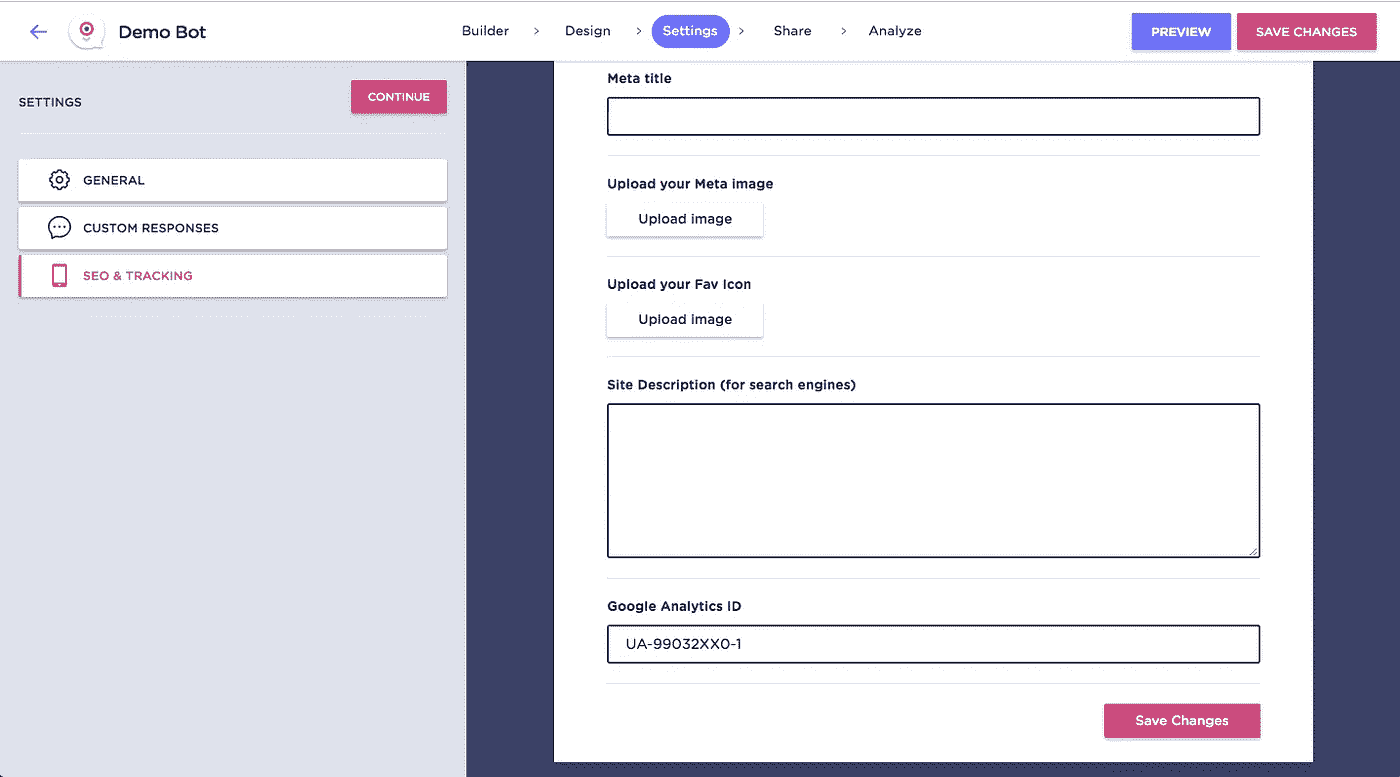 Demo Bot
Builder > Design > Settings > Share > Analyze
PREVIEW
SAVE CHANGES
SETTINGS
CONTINUE
GENERAL
CUSTOM RESPONSES
SEO & TRACKING
Meta title
Upload your Meta image
Upload image
Upload your Fav Icon
Upload image
Site Description (for search engines)
Google Analytics ID
UA-99032XX0-1
Save Changes